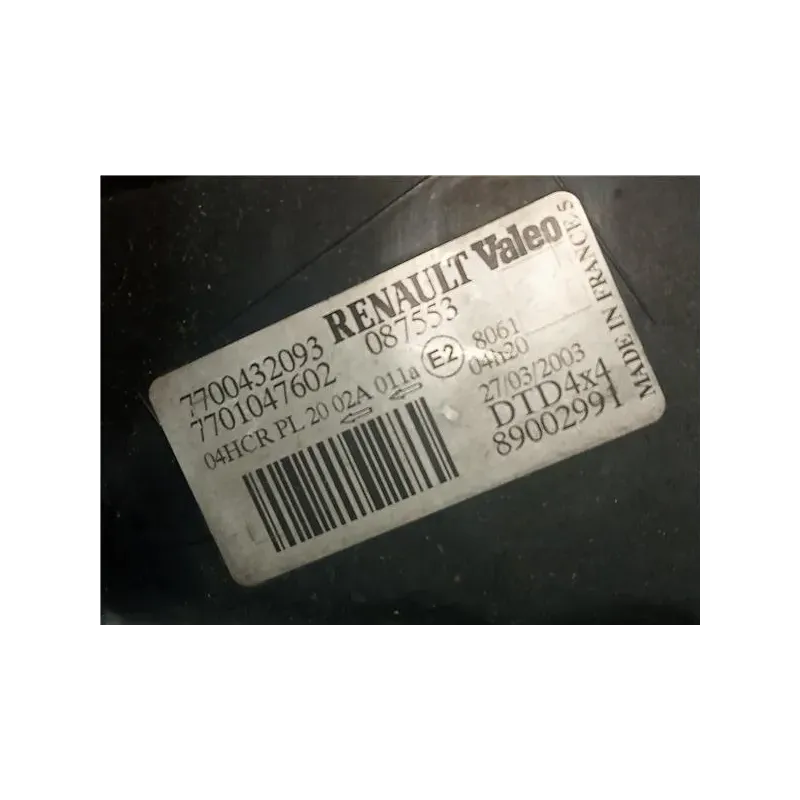 RENAULT Valeo
7700432093 087553
7701047602
04HCR PL 20 02A 011a E2 8061
04h20
27/03/2003
DTD4x4
89002991
MADE IN FRANCE S